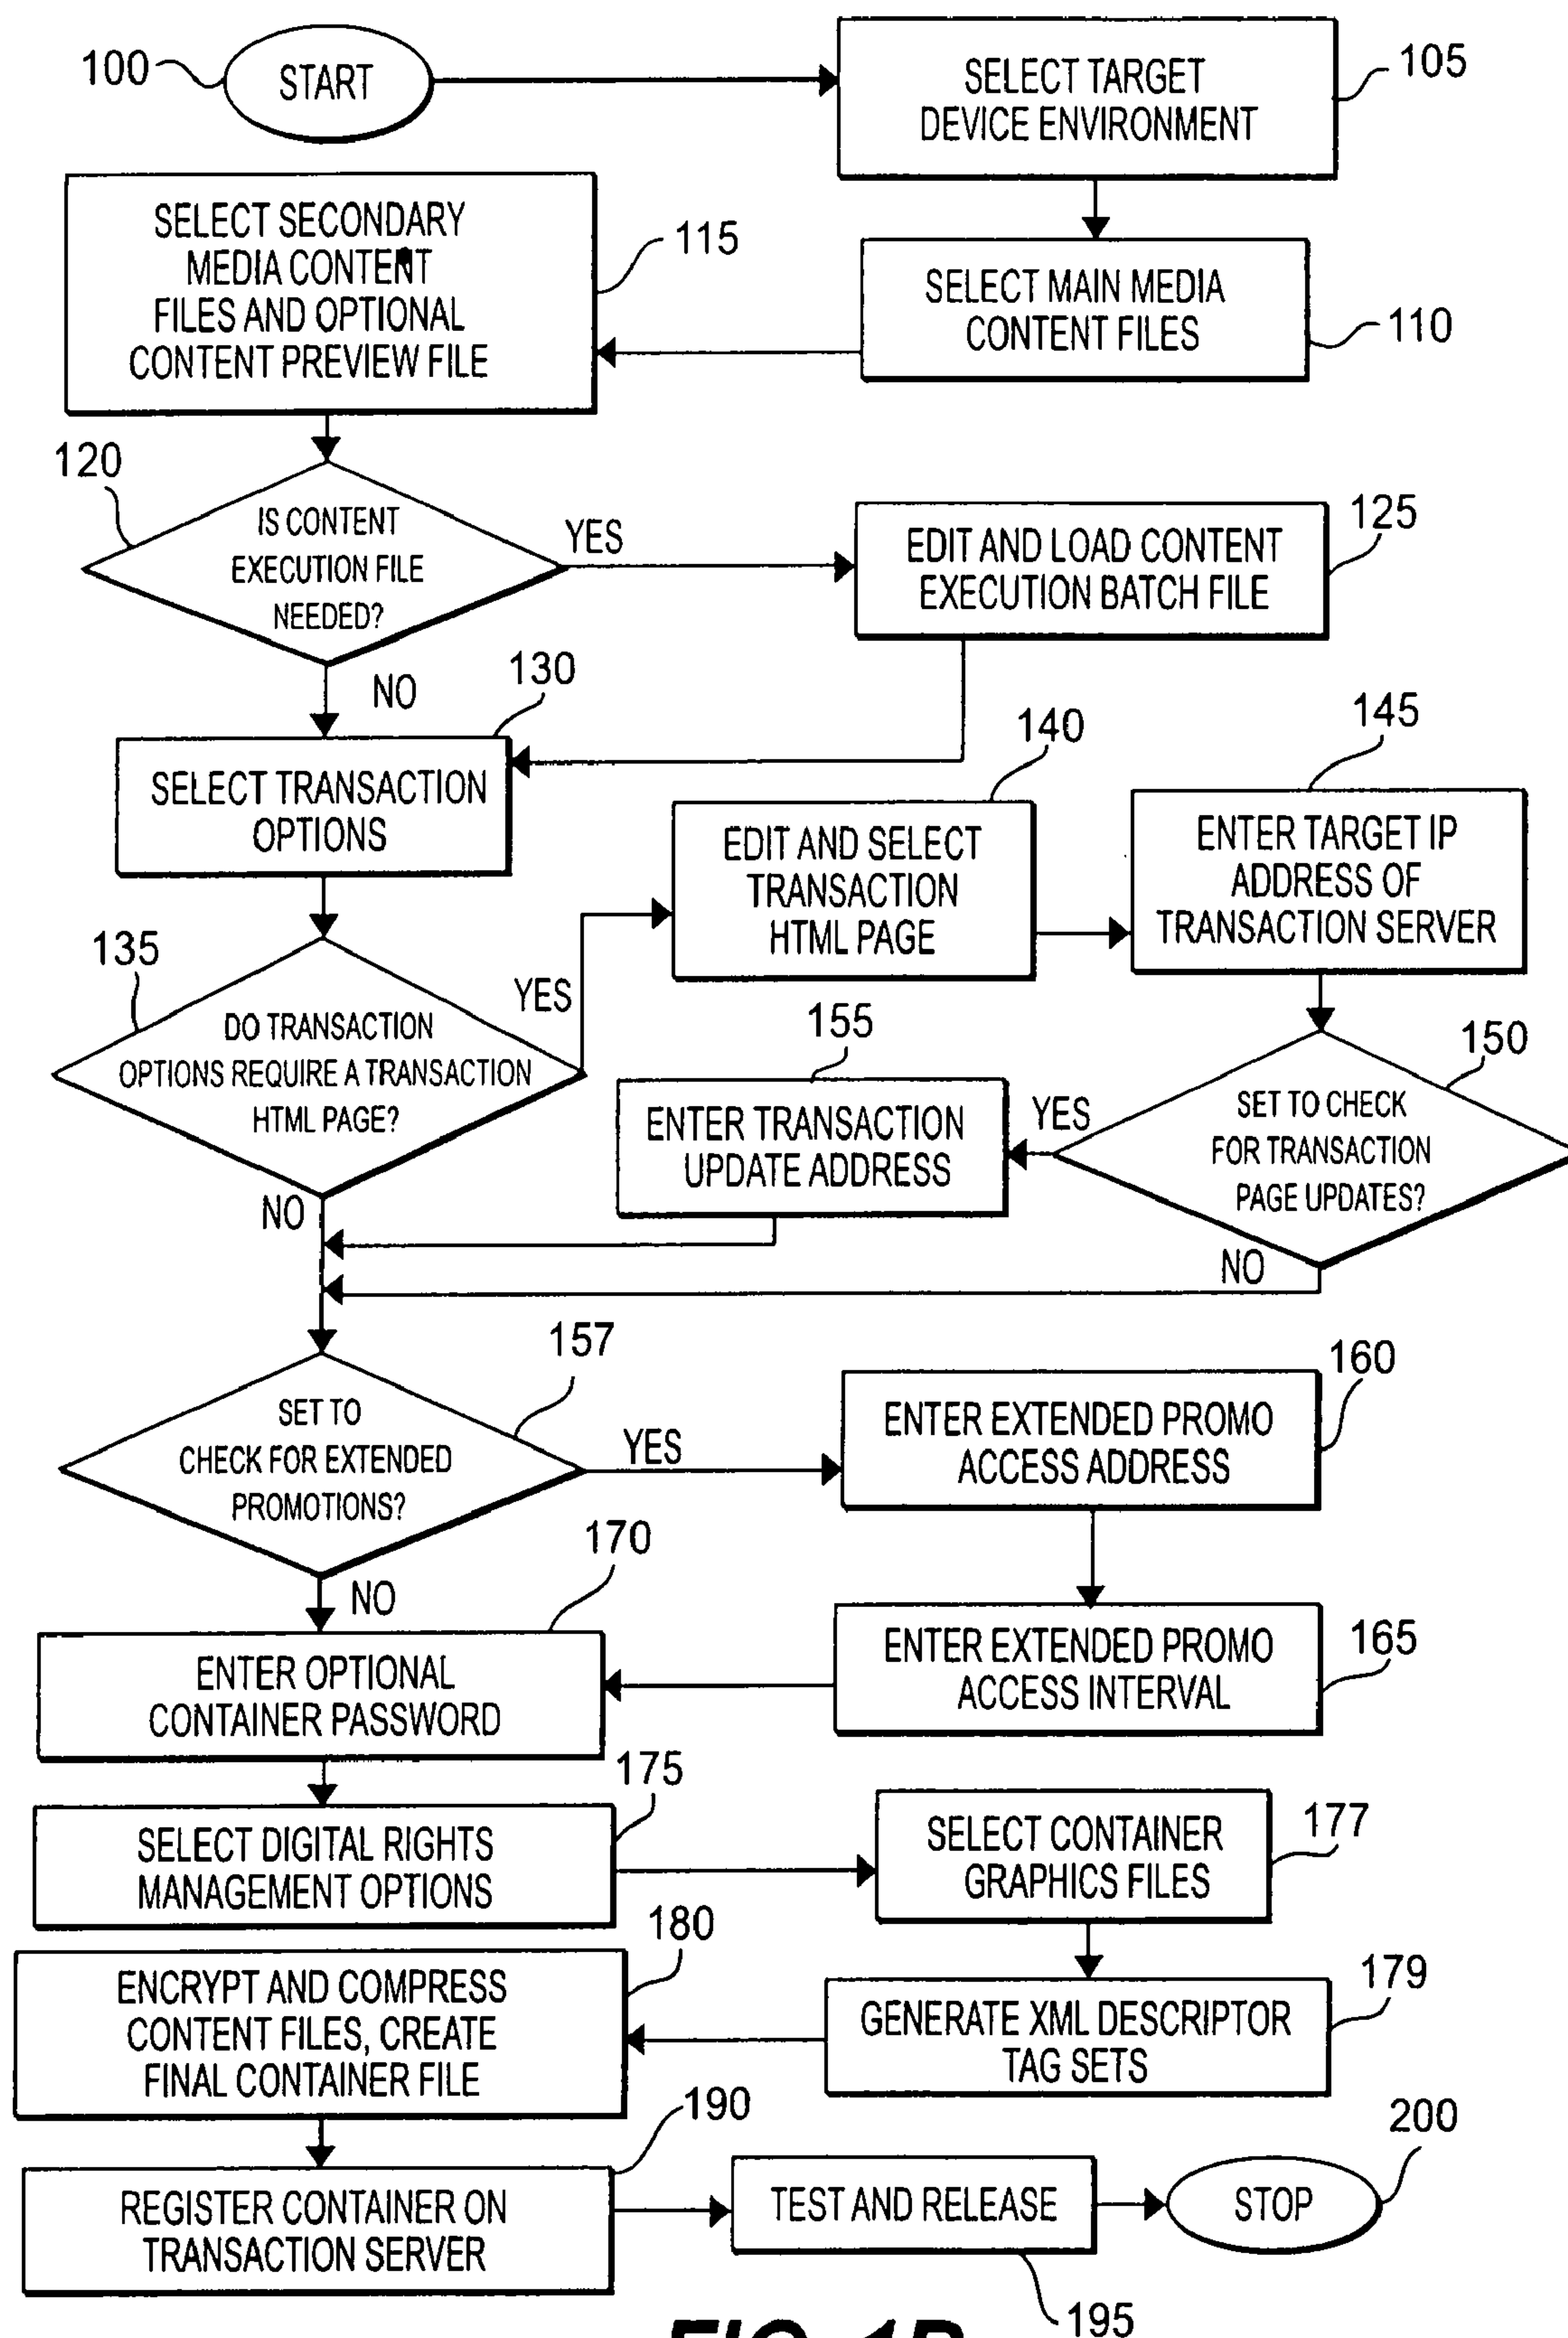 100
START
SELECT TARGET
DEVICE ENVIRONMENT
105
SELECT MAIN MEDIA
CONTENT FILES
110
SELECT SECONDARY
MEDIA CONTENT
FILES AND OPTIONAL
CONTENT PREVIEW FILE
115
120
IS CONTENT
EXECUTION FILE
NEEDED?
YES
NO
EDIT AND LOAD CONTENT
EXECUTION BATCH FILE
125
130
SELECT TRANSACTION
OPTIONS
135
DO TRANSACTION
OPTIONS REQUIRE A TRANSACTION
HTML PAGE?
YES
NO
140
EDIT AND SELECT
TRANSACTION
HTML PAGE
145
ENTER TARGET IP
ADDRESS OF
TRANSACTION SERVER
150
SET TO CHECK
FOR TRANSACTION
PAGE UPDATES?
YES
NO
155
ENTER TRANSACTION
UPDATE ADDRESS
157
SET TO
CHECK FOR EXTENDED
PROMOTIONS?
YES
NO
160
ENTER EXTENDED PROMO
ACCESS ADDRESS
165
ENTER EXTENDED PROMO
ACCESS INTERVAL
170
ENTER OPTIONAL
CONTAINER PASSWORD
175
SELECT DIGITAL RIGHTS
MANAGEMENT OPTIONS
177
SELECT CONTAINER
GRAPHICS FILES
179
GENERATE XML DESCRIPTOR
TAG SETS
180
ENCRYPT AND COMPRESS
CONTENT FILES, CREATE
FINAL CONTAINER FILE
190
REGISTER CONTAINER ON
TRANSACTION SERVER
TEST AND RELEASE
195
STOP
200